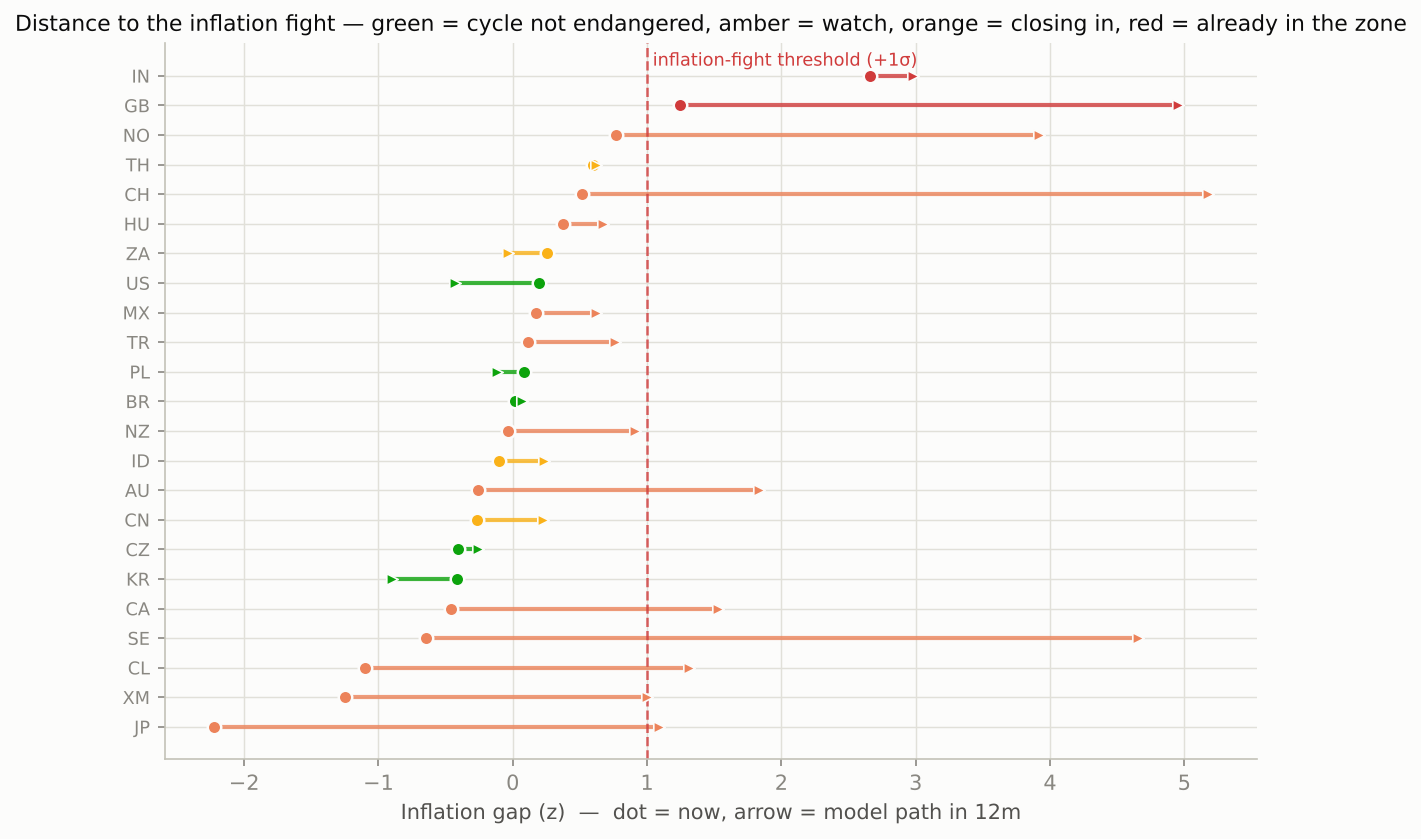 Distance to the inflation fight — green = cycle not endangered, amber = watch, orange = closing in, red = already in the zone
inflation-fight threshold (+1σ)
IN
GB
NO
TH
CH
HU
ZA
US
MX
TR
PL
BR
NZ
ID
AU
CN
CZ
KR
CA
SE
CL
XM
JP
−2 −1 0 1 2 3 4 5
Inflation gap (z) — dot = now, arrow = model path in 12m